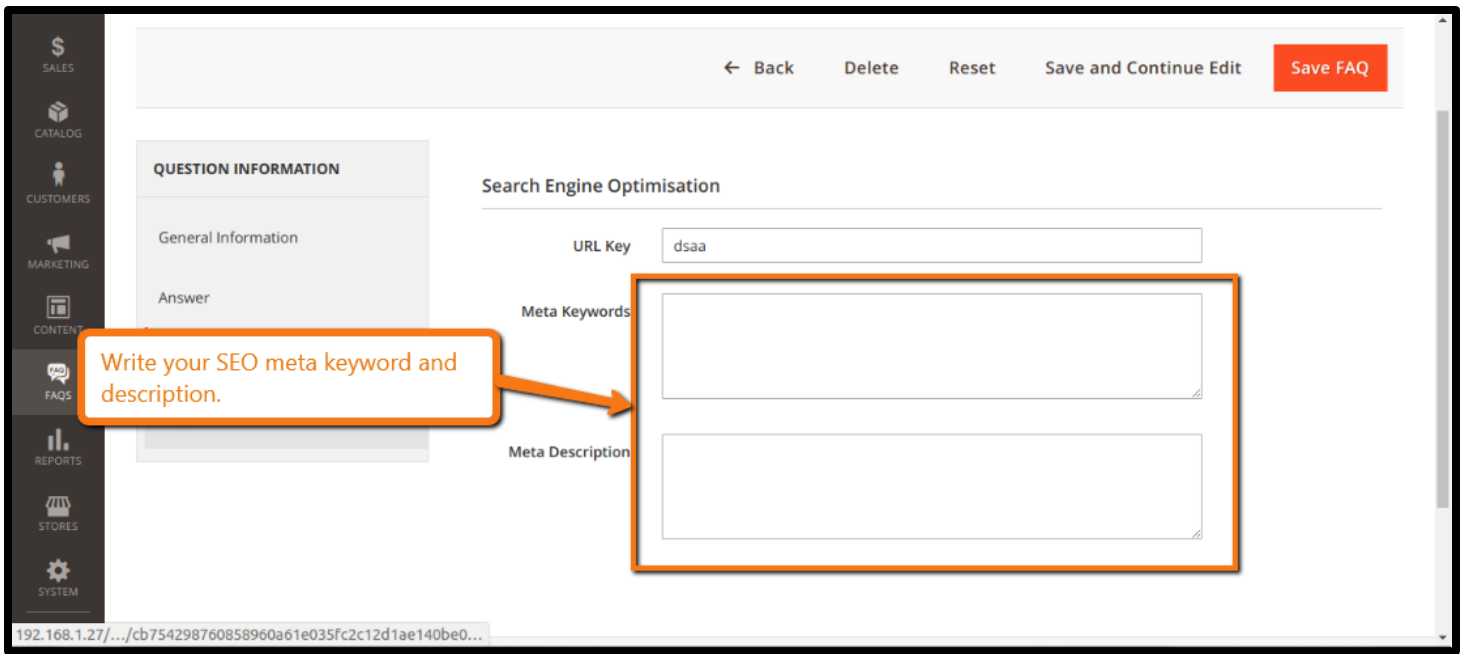 $
SALES
CATALOG
CUSTOMERS
MARKETING
CONTENT
FAQ
FAQS
REPORTS
STORES
SYSTEM
← Back Delete Reset Save and Continue Edit Save FAQ
QUESTION INFORMATION
General Information
Answer
Search Engine Optimisation
URL Key dsaa
Meta Keywords
Meta Description
Write your SEO meta keyword and
description.
192.168.1.27/.../cb754298760858960a61e035fc2c12d1ae140be0...